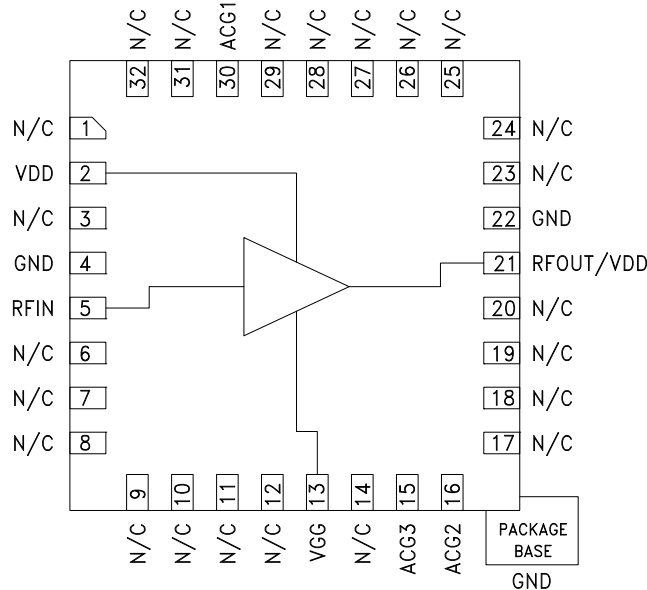 N/C N/C ACG1 N/C N/C N/C N/C N/C
32 31 30 29 28 27 26 25
N/C 1 24 N/C
VDD 2 23 N/C
N/C 3 22 GND
GND 4 21 RFOUT/VDD
RFIN 5 20 N/C
N/C 6 19 N/C
N/C 7 18 N/C
N/C 8 17 N/C
9 10 11 12 13 14 15 16
N/C N/C N/C N/C VGG N/C ACG3 ACG2
PACKAGE
BASE
GND